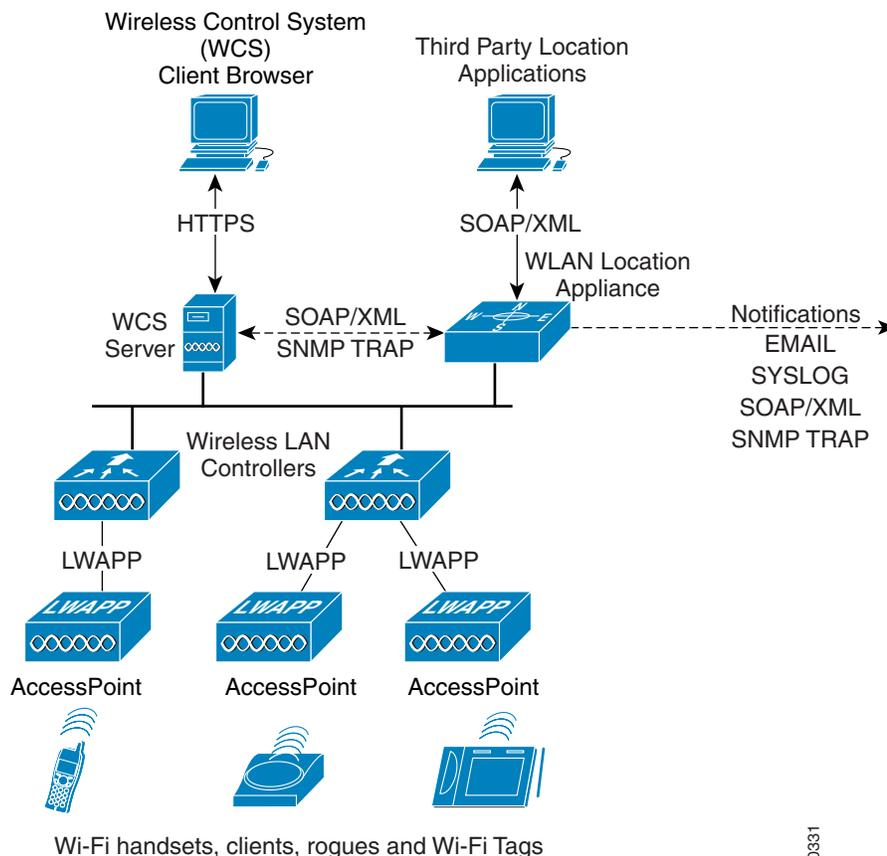 Wireless Control System
(WCS)
Client Browser
Third Party Location
Applications
HTTPS
SOAP/XML
WLAN Location
Appliance
WCS
Server
SOAP/XML
SNMP TRAP
N
W
E
S
Notifications
EMAIL
SYSLOG
SOAP/XML
SNMP TRAP
Wireless LAN
Controllers
LWAPP
LWAPP
LWAPP
LWAPP
LWAPP
LWAPP
AccessPoint
AccessPoint
AccessPoint
Wi-Fi handsets, clients, rogues and Wi-Fi Tags